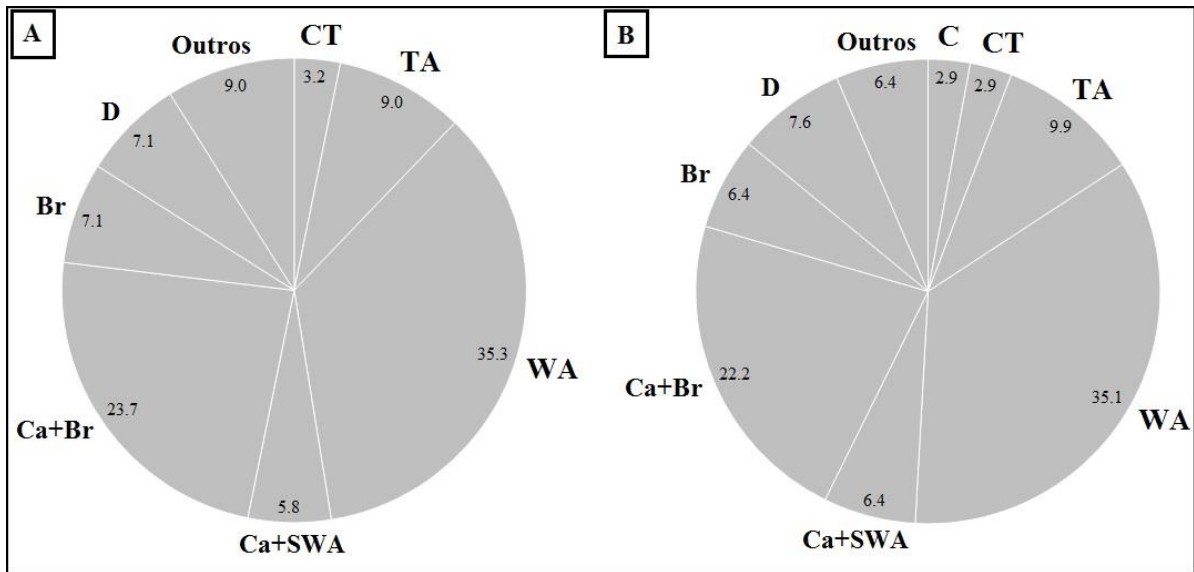 A
Outros
CT
TA
3.2
9.0
9.0
D
7.1
Br
7.1
35.3
WA
23.7
Ca+Br
5.8
Ca+SWA
B
Outros
C
CT
TA
6.4
2.9
2.9
D
7.6
9.9
Br
6.4
Ca+Br
22.2
35.1
WA
6.4
Ca+SWA